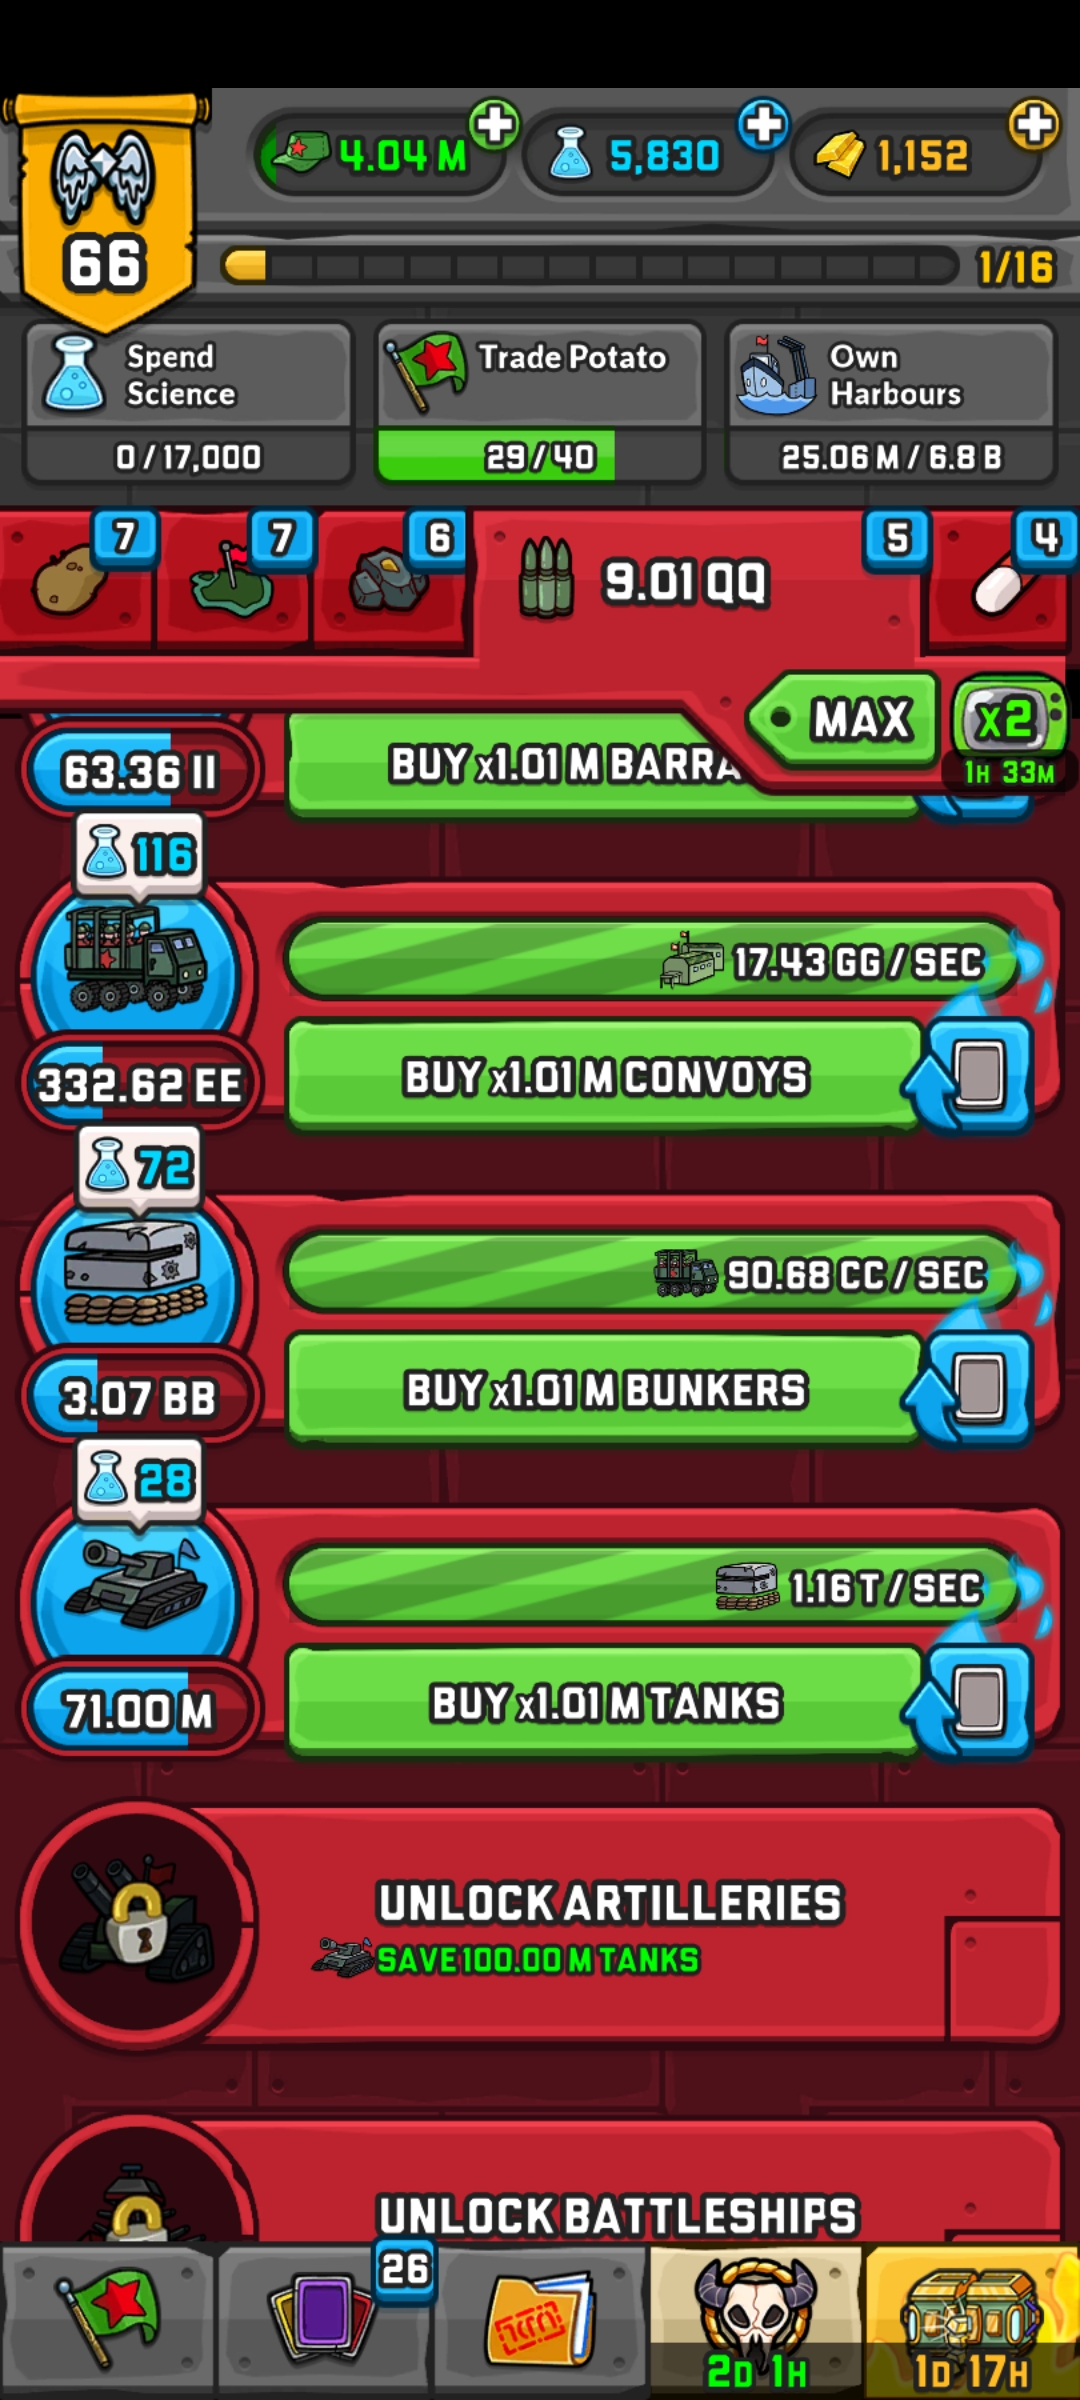 4.04 M
5,830
1,152
66
1/16
Spend
Science
0 / 17,000
Trade Potato
29 / 40
Own
Harbours
25.06 M / 6.8 B
7
7
6
9.01 QQ
5
4
MAX
x2
1H 33M
63.36 II
BUY x1.01 M BARRA
116
17.43 GG / SEC
332.62 EE
BUY x1.01 M CONVOYS
72
90.68 CC / SEC
3.07 BB
BUY x1.01 M BUNKERS
28
1.16 T / SEC
71.00 M
BUY x1.01 M TANKS
UNLOCK ARTILLERIES
SAVE 100.00 M TANKS
UNLOCK BATTLESHIPS
26
2D 1H
1D 17H